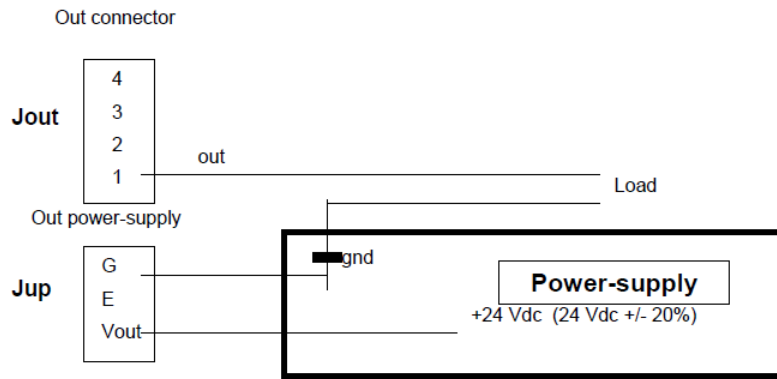 Out connector
4
Jout
3
2
1
out
Load
Out power-supply
Jup
G
gnd
E
Power-supply
Vout
+24 Vdc (24 Vdc +/- 20%)